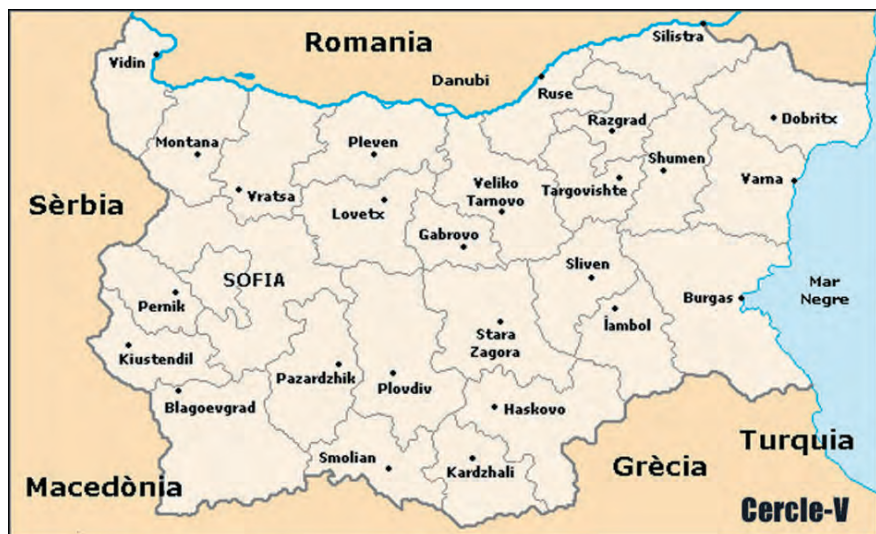 Romania
Silistra
Vidin
Danubi
Ruse
Dobritx
Razgrad
Montana
Pleven
Shumen
Veliko
Tarnovo
Targovishte
Varna
Vratsa
Sèrbia
Lovetx
Gabrovo
Sliven
SOFIA
Mar
Negre
Pernik
Burgas
Stara
Zagora
Íambol
Kiustendil
Pazardzhik
Plovdiv
Blagoevgrad
Haskovo
Turquia
Smolian
Kardzhali
Grècia
Macedònia
Cercle-V